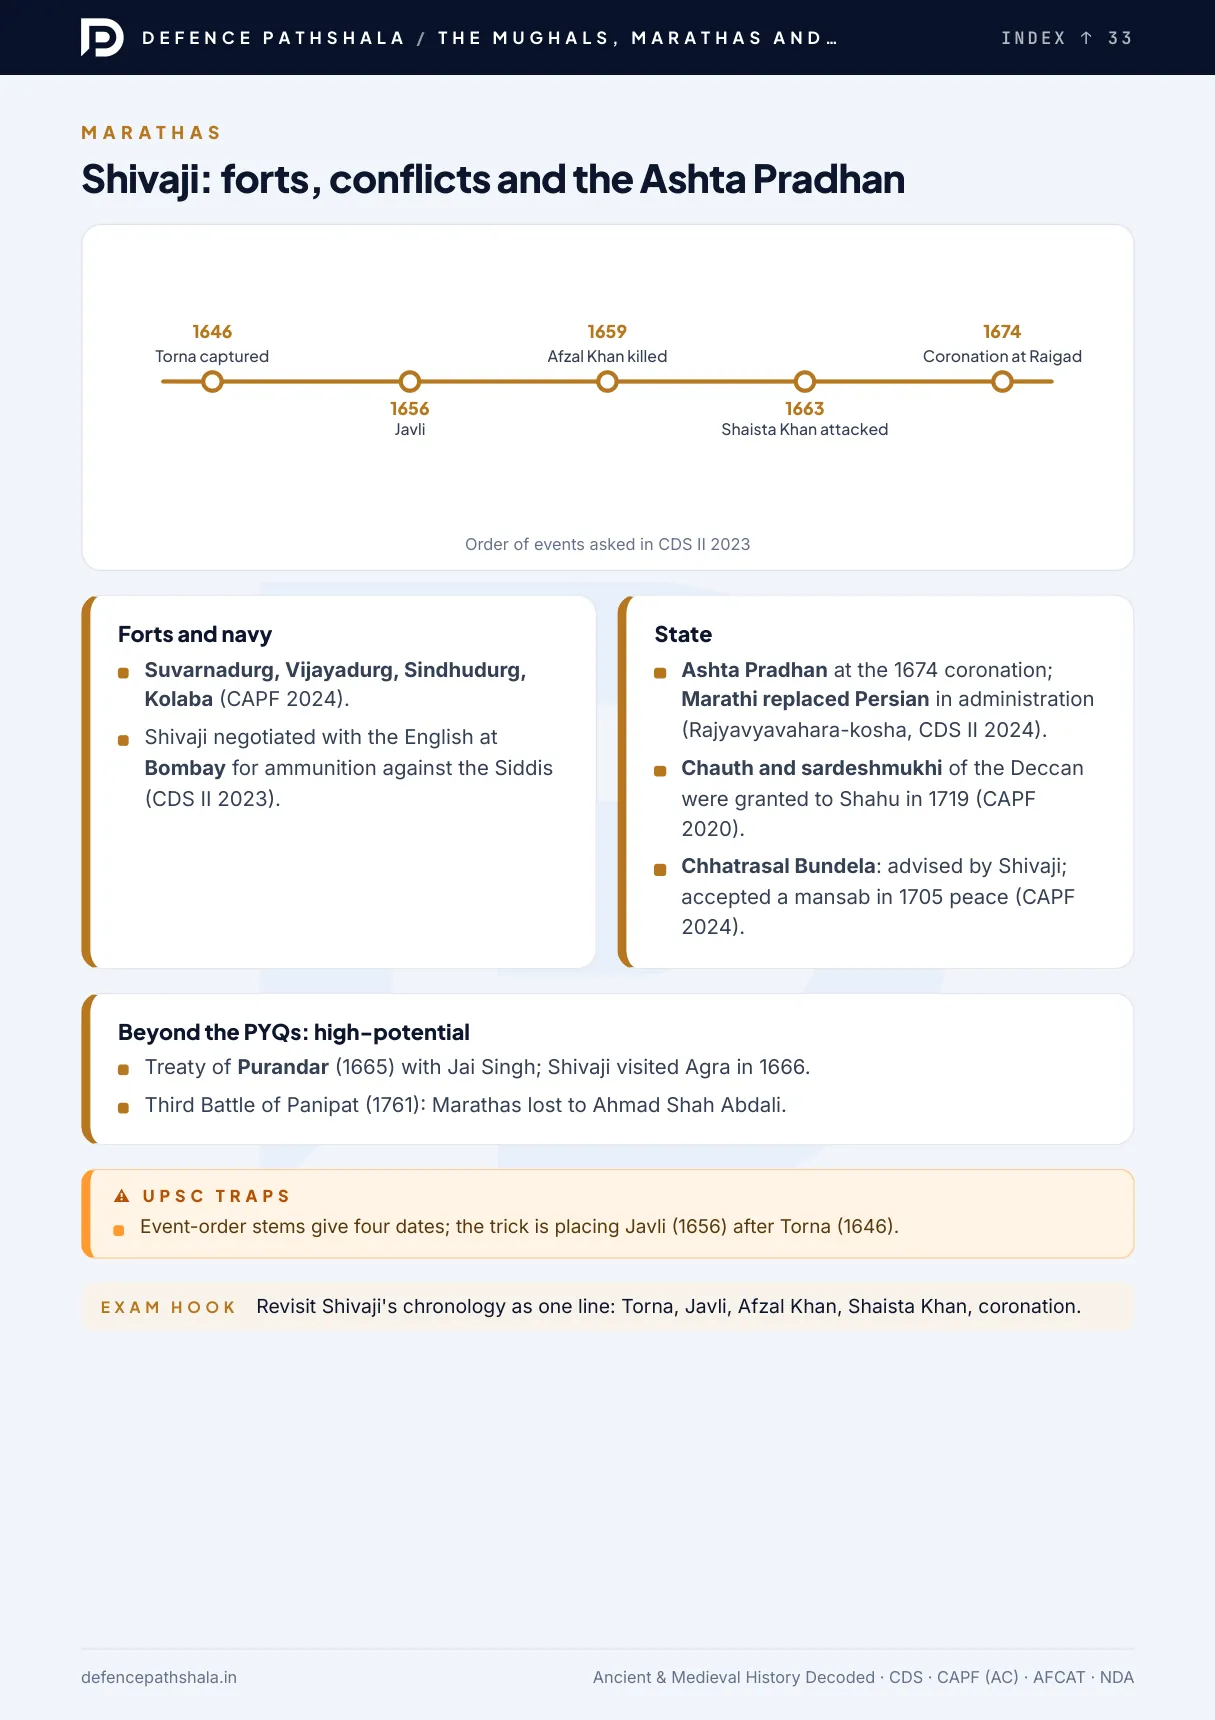 DEFENCE PATHSHALA / THE MUGHALS, MARATHAS AND…
INDEX ↑ 33
MARATHAS
Shivaji: forts, conflicts and the Ashta Pradhan
1646
Torna captured
1656
Javli
1659
Afzal Khan killed
1663
Shaista Khan attacked
1674
Coronation at Raigad
Order of events asked in CDS II 2023
Forts and navy
Suvarnadurg, Vijayadurg, Sindhudurg,
Kolaba (CAPF 2024).
Shivaji negotiated with the English at
Bombay for ammunition against the Siddis
(CDS II 2023).
State
Ashta Pradhan at the 1674 coronation;
Marathi replaced Persian in administration
(Rajyavyavahara-kosha, CDS II 2024).
Chauth and sardeshmukhi of the Deccan
were granted to Shahu in 1719 (CAPF
2020).
Chhatrasal Bundela: advised by Shivaji;
accepted a mansab in 1705 peace (CAPF
2024).
Beyond the PYQs: high-potential
Treaty of Purandar (1665) with Jai Singh; Shivaji visited Agra in 1666.
Third Battle of Panipat (1761): Marathas lost to Ahmad Shah Abdali.
⚠ UPSC TRAPS
Event-order stems give four dates; the trick is placing Javli (1656) after Torna (1646).
EXAM HOOK Revisit Shivaji's chronology as one line: Torna, Javli, Afzal Khan, Shaista Khan, coronation.
defencepathshala.in
Ancient & Medieval History Decoded · CDS · CAPF (AC) · AFCAT · NDA